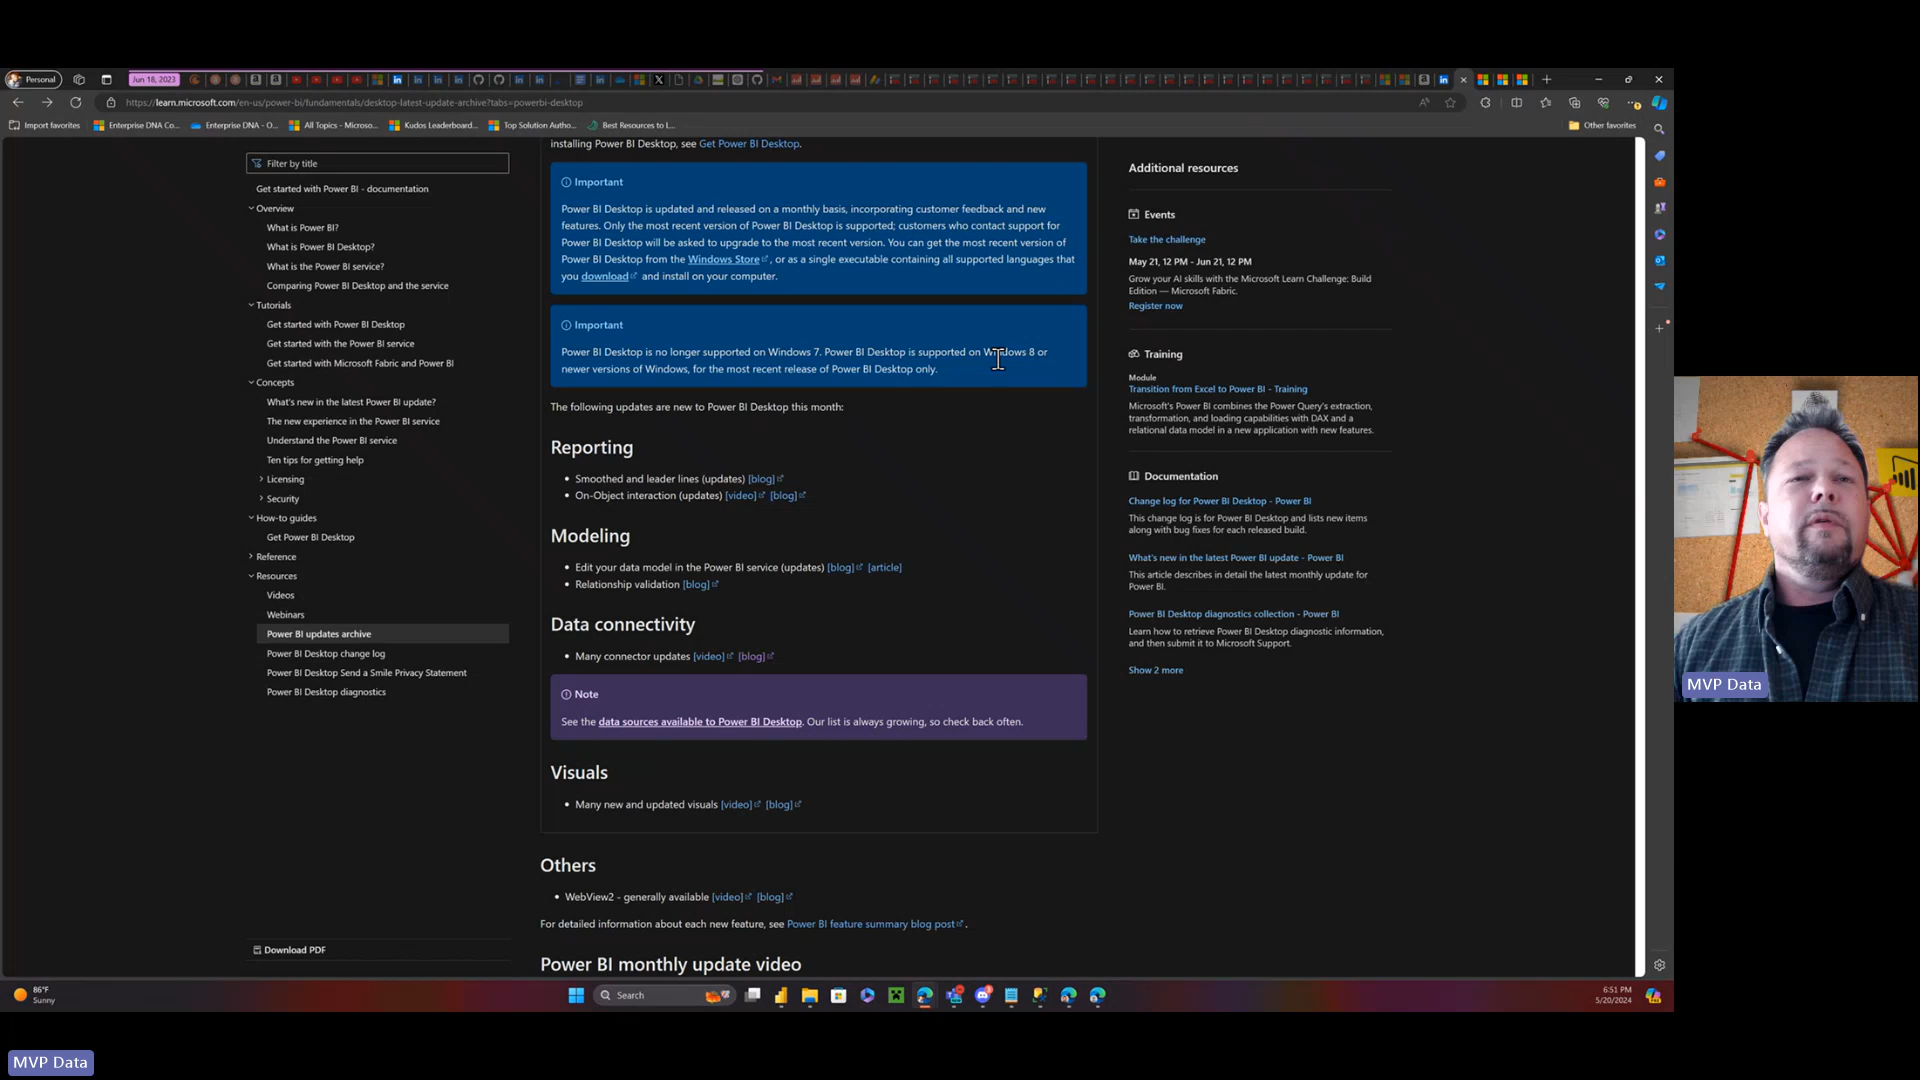 Personal
Jun 18, 2023
https://learn.microsoft.com/en-us/power-bi/fundamentals/desktop-latest-update-archive?tabs=powerbi-desktop
Import favorites
Enterprise DNA Co...
Enterprise DNA - O...
All Topics - Microso...
Kudos Leaderboard...
Top Solution Autho...
Best Resources to L...
Other favorites
Filter by title
Get started with Power BI - documentation
Overview
What is Power BI?
What is Power BI Desktop?
What is the Power BI service?
Comparing Power BI Desktop and the service
Tutorials
Get started with Power BI Desktop
Get started with the Power BI service
Get started with Microsoft Fabric and Power BI
Concepts
What's new in the latest Power BI update?
The new experience in the Power BI service
Understand the Power BI service
Ten tips for getting help
Licensing
Security
How-to guides
Get Power BI Desktop
Reference
Resources
Videos
Webinars
Power BI updates archive
Power BI Desktop change log
Power BI Desktop Send a Smile Privacy Statement
Power BI Desktop diagnostics
Download PDF
installing Power BI Desktop, see Get Power BI Desktop.
Important
Power BI Desktop is updated and released on a monthly basis, incorporating customer feedback and new
features. Only the most recent version of Power BI Desktop is supported; customers who contact support for
Power BI Desktop will be asked to upgrade to the most recent version. You can get the most recent version of
Power BI Desktop from the Windows Store, or as a single executable containing all supported languages that
you download and install on your computer.
Important
Power BI Desktop is no longer supported on Windows 7. Power BI Desktop is supported on Windows 8 or
newer versions of Windows, for the most recent release of Power BI Desktop only.
The following updates are new to Power BI Desktop this month:
Reporting
• Smoothed and leader lines (updates) [blog]
• On-Object interaction (updates) [video] [blog]
Modeling
• Edit your data model in the Power BI service (updates) [blog] [article]
• Relationship validation [blog]
Data connectivity
• Many connector updates [video] [blog]
Note
See the data sources available to Power BI Desktop. Our list is always growing, so check back often.
Visuals
• Many new and updated visuals [video] [blog]
Others
• WebView2 - generally available [video] [blog]
For detailed information about each new feature, see Power BI feature summary blog post.
Power BI monthly update video
Additional resources
Events
Take the challenge
May 21, 12 PM - Jun 21, 12 PM
Grow your AI skills with the Microsoft Learn Challenge: Build
Edition — Microsoft Fabric.
Register now
Training
Module
Transition from Excel to Power BI - Training
Microsoft's Power BI combines the Power Query's extraction,
transformation, and loading capabilities with DAX and a
relational data model in a new application with new features.
Documentation
Change log for Power BI Desktop - Power BI
This change log is for Power BI Desktop and lists new items
along with bug fixes for each released build.
What's new in the latest Power BI update - Power BI
This article describes in detail the latest monthly update for
Power BI.
Power BI Desktop diagnostics collection - Power BI
Learn how to retrieve Power BI Desktop diagnostic information,
and then submit it to Microsoft Support.
Show 2 more
MVP Data
86°F
Sunny
Search
6:51 PM
5/20/2024
MVP Data